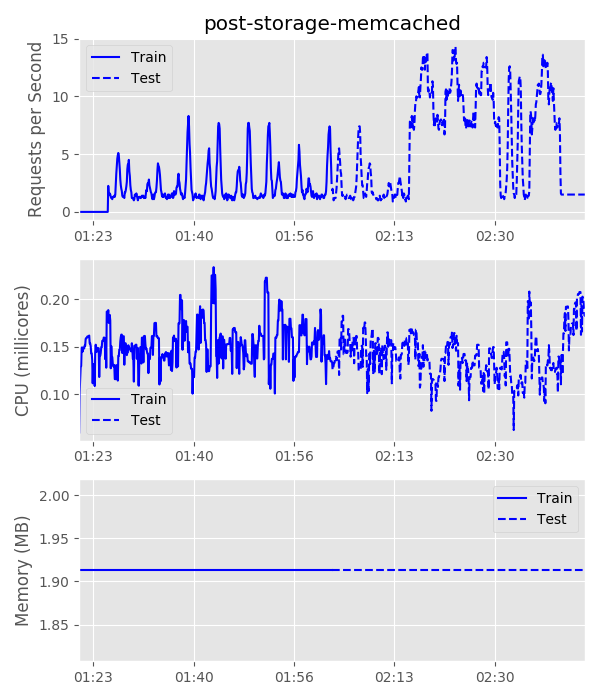 post-storage-memcached
Requests per Second
15
10
5
0
Train
Test
01:23 01:40 01:56 02:13 02:30
CPU (millicores)
0.20
0.15
0.10
Train
Test
01:23 01:40 01:56 02:13 02:30
Memory (MB)
2.00
1.95
1.90
1.85
Train
Test
01:23 01:40 01:56 02:13 02:30